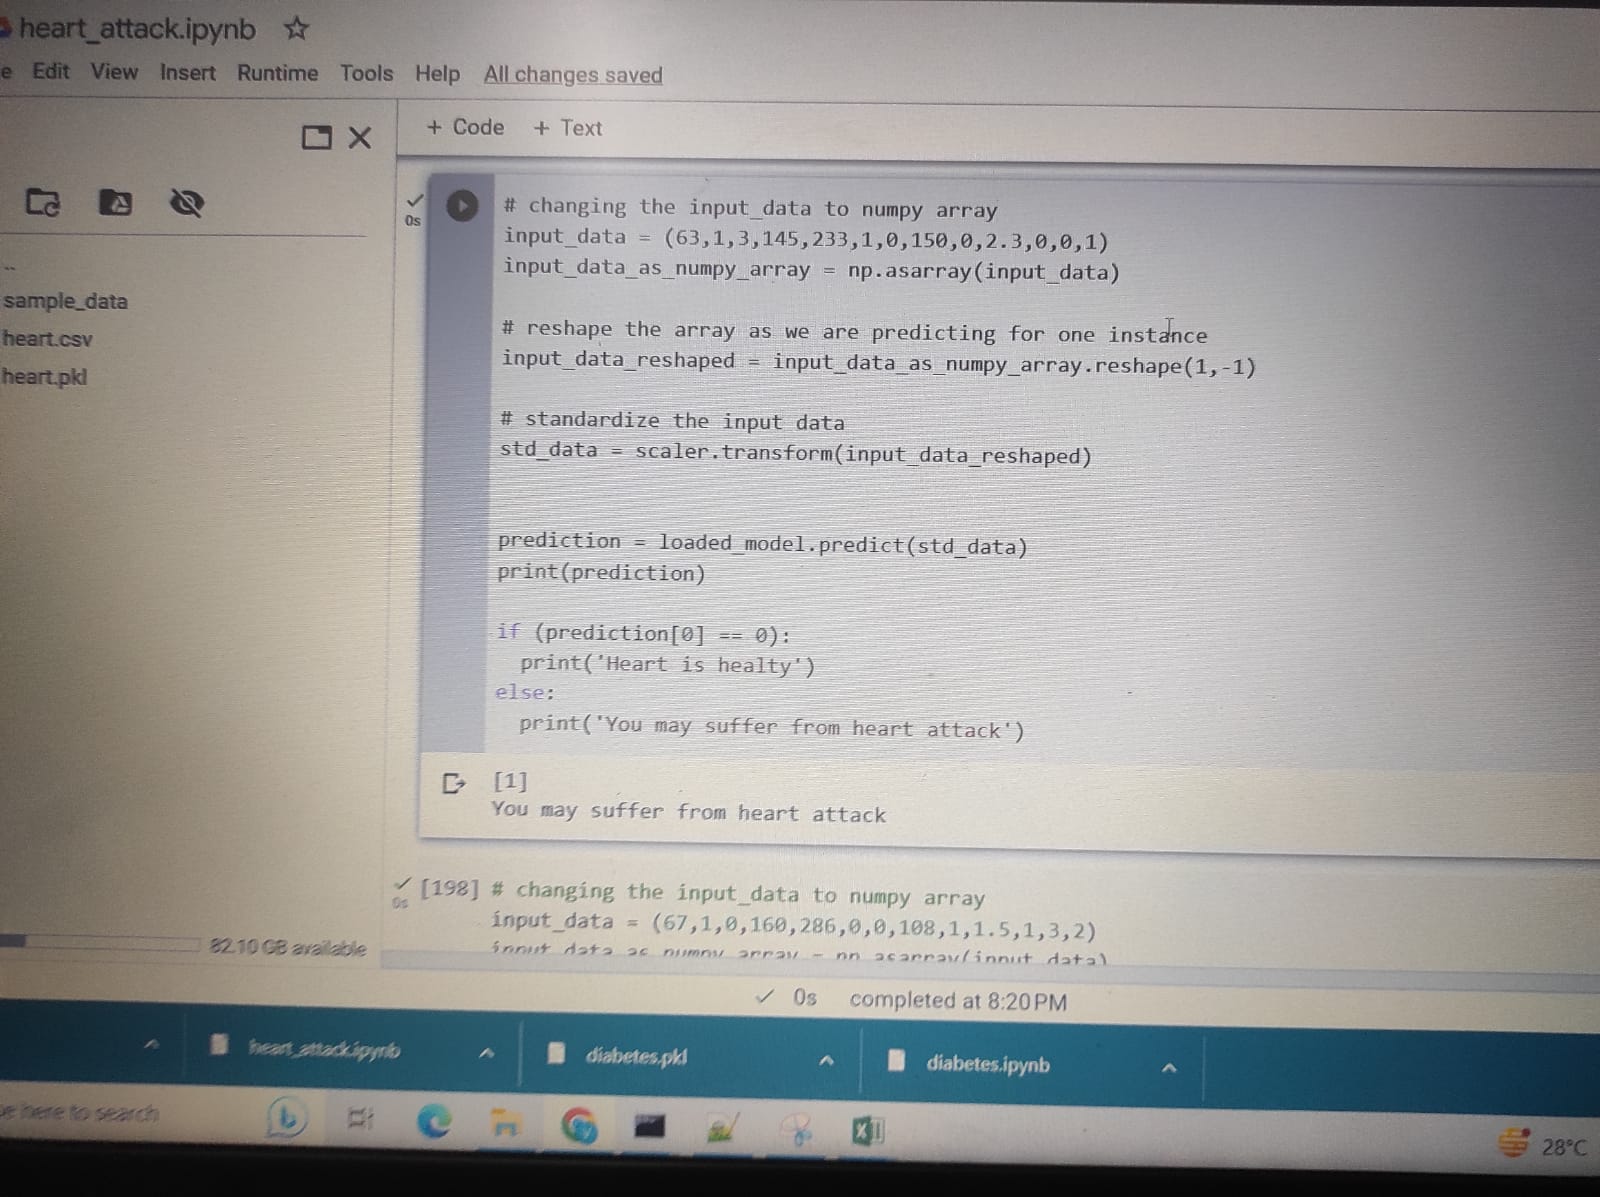 heart_attack.ipynb
e Edit View Insert Runtime Tools Help All changes saved
+ Code + Text
..
sample_data
heart.csv
heart.pkl
82.10 GB available
0s
# changing the input_data to numpy array
input_data = (63,1,3,145,233,1,0,150,0,2.3,0,0,1)
input_data_as_numpy_array = np.asarray(input_data)
# reshape the array as we are predicting for one instance
input_data_reshaped = input_data_as_numpy_array.reshape(1,-1)
# standardize the input data
std_data = scaler.transform(input_data_reshaped)
prediction = loaded_model.predict(std_data)
print(prediction)
if (prediction[0] == 0):
print('Heart is healty')
else:
print('You may suffer from heart attack')
[1]
You may suffer from heart attack
0s
[198] # changing the input_data to numpy array
input_data = (67,1,0,160,286,0,0,108,1,1.5,1,3,2)
input_data_as_numpy_array = np.asarray(input_data)
0s completed at 8:20 PM
heart_attack.ipynb diabetes.pkl diabetes.ipynb
e here to search
28°C